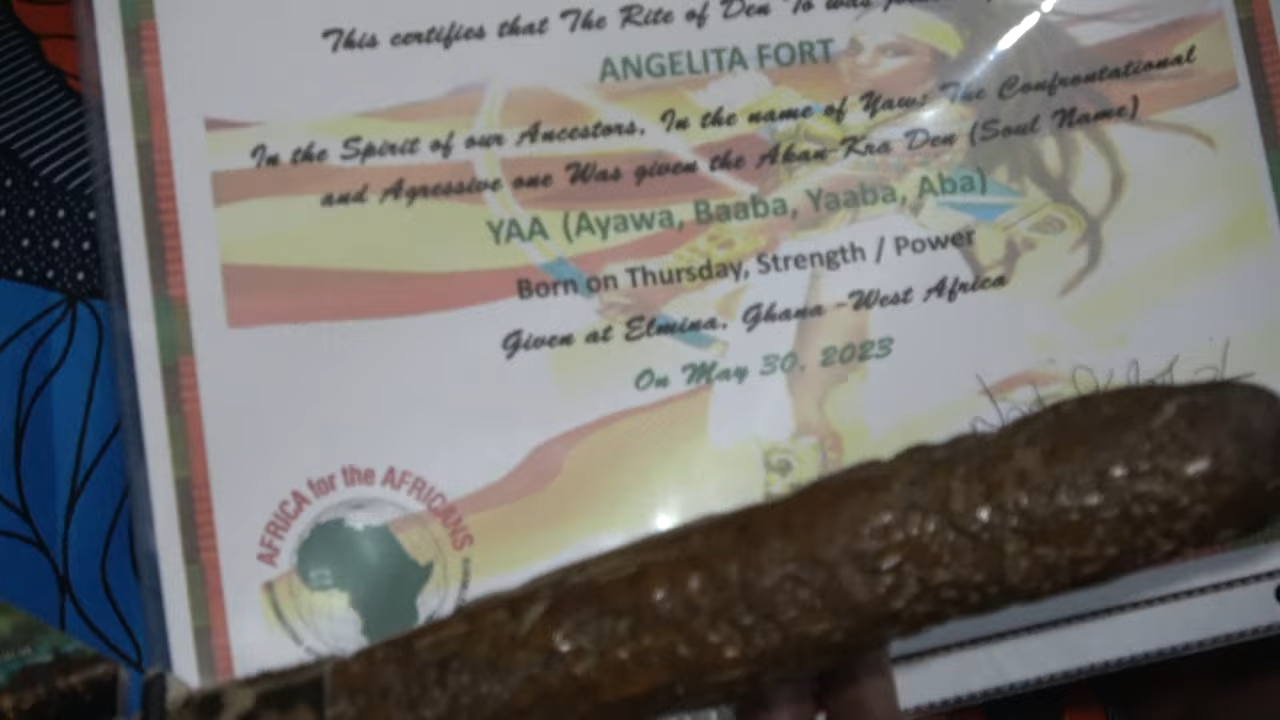 This certifies that The Rite of Den To was
ANGELITA FORT
In the Spirit of our Ancestors. In the name of Yaw: The Confrontational
and Agressive one Was given the Akan-Kra Den (Soul Name)
YAA (Ayawa, Baaba, Yaaba, Aba)
Born on Thursday, Strength / Power
Given at Elmina, Ghana -West Africa
On May 30. 2023
AFRICA for the AFRICANS